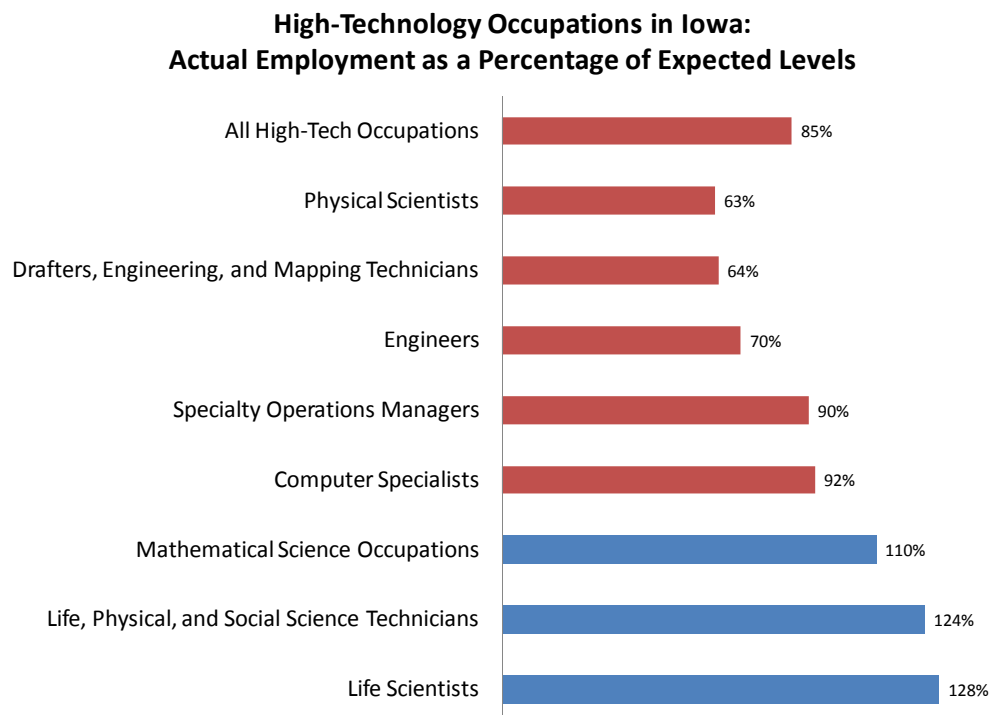 High-Technology Occupations in Iowa:
Actual Employment as a Percentage of Expected Levels
All High-Tech Occupations 85%
Physical Scientists 63%
Drafters, Engineering, and Mapping Technicians 64%
Engineers 70%
Specialty Operations Managers 90%
Computer Specialists 92%
Mathematical Science Occupations 110%
Life, Physical, and Social Science Technicians 124%
Life Scientists 128%